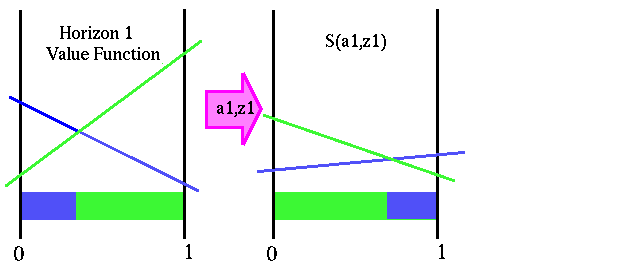 Horizon 1
Value Function
a1,z1
S(a1,z1)
0
1
0
1